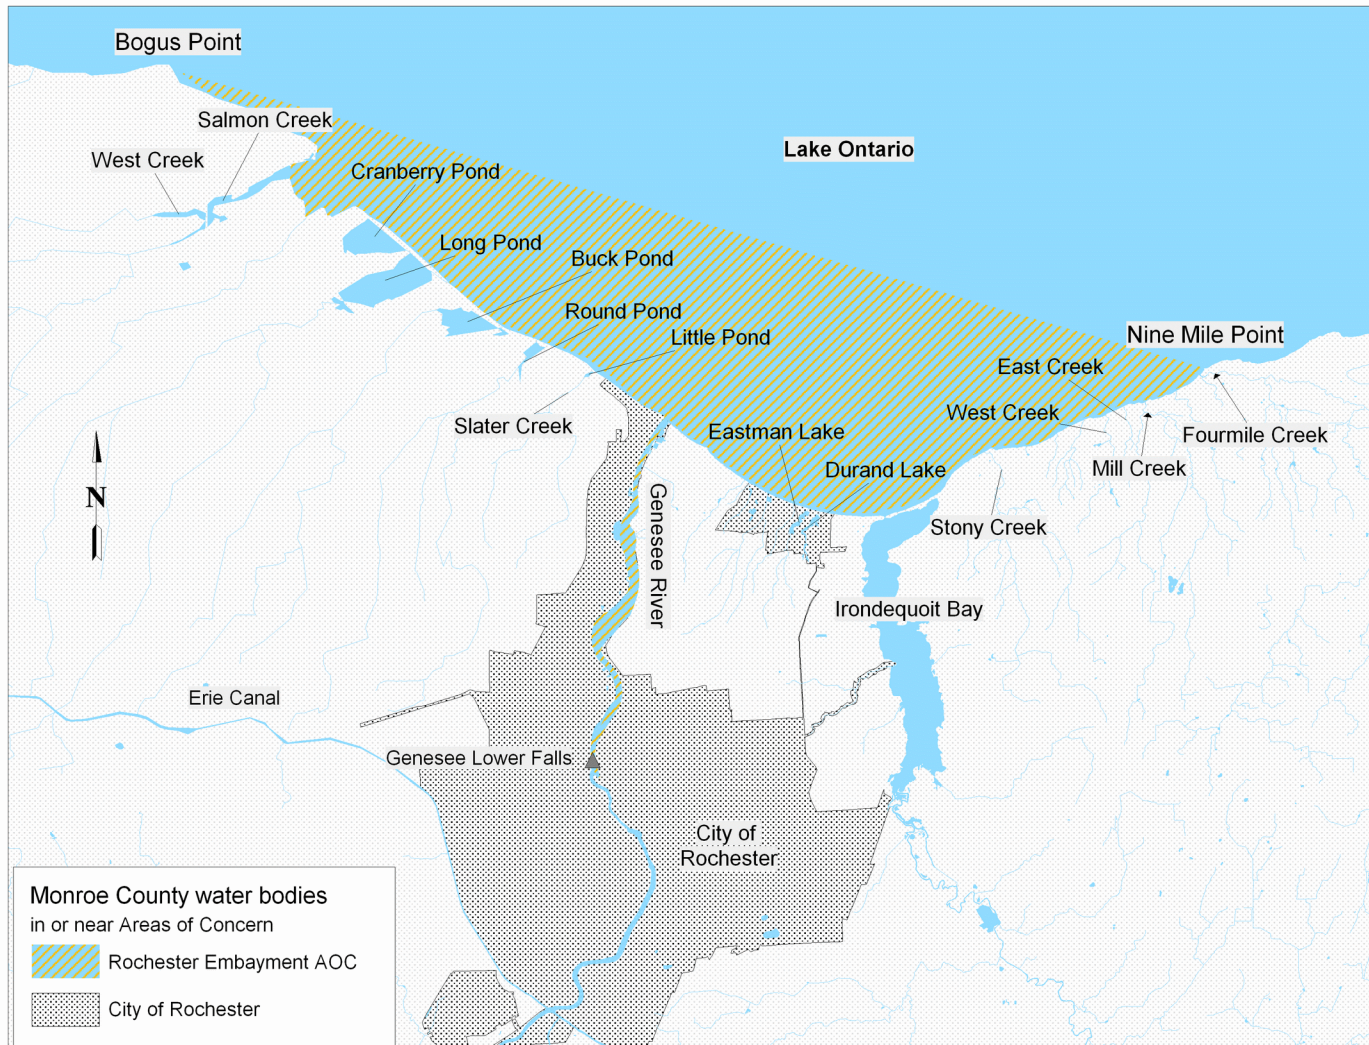 Bogus Point
Salmon Creek
Lake Ontario
West Creek
Cranberry Pond
Long Pond
Buck Pond
Round Pond
Nine Mile Point
Little Pond
East Creek
West Creek
Slater Creek
Eastman Lake
Fourmile Creek
Mill Creek
Durand Lake
N
Genesee River
Stony Creek
Irondequoit Bay
Erie Canal
Genesee Lower Falls
City of
Rochester
Monroe County water bodies
in or near Areas of Concern
Rochester Embayment AOC
City of Rochester